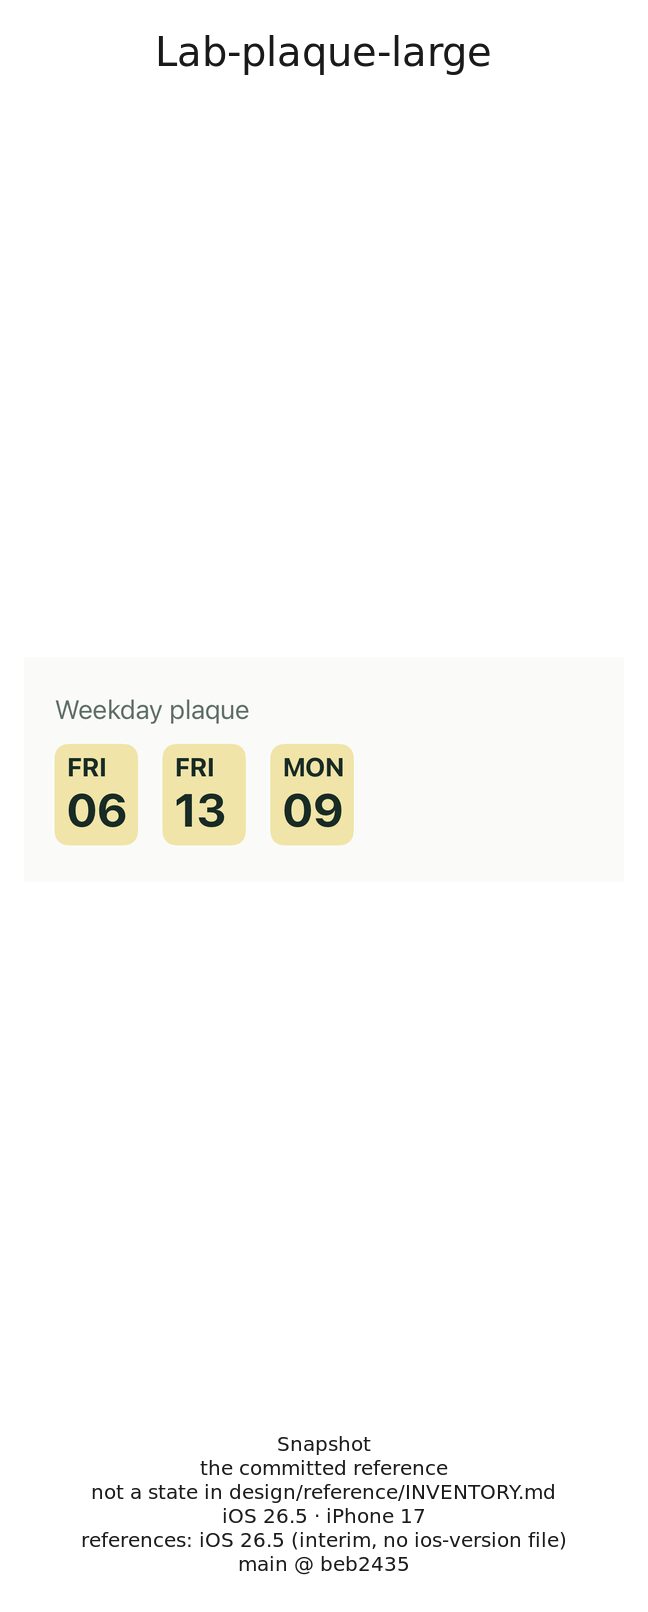 Lab-plaque-large
Weekday plaque
FRI FRI MON
06 13 09
Snapshot
the committed reference
not a state in design/reference/INVENTORY.md
iOS 26.5 · iPhone 17
references: iOS 26.5 (interim, no ios-version file)
main @ beb2435